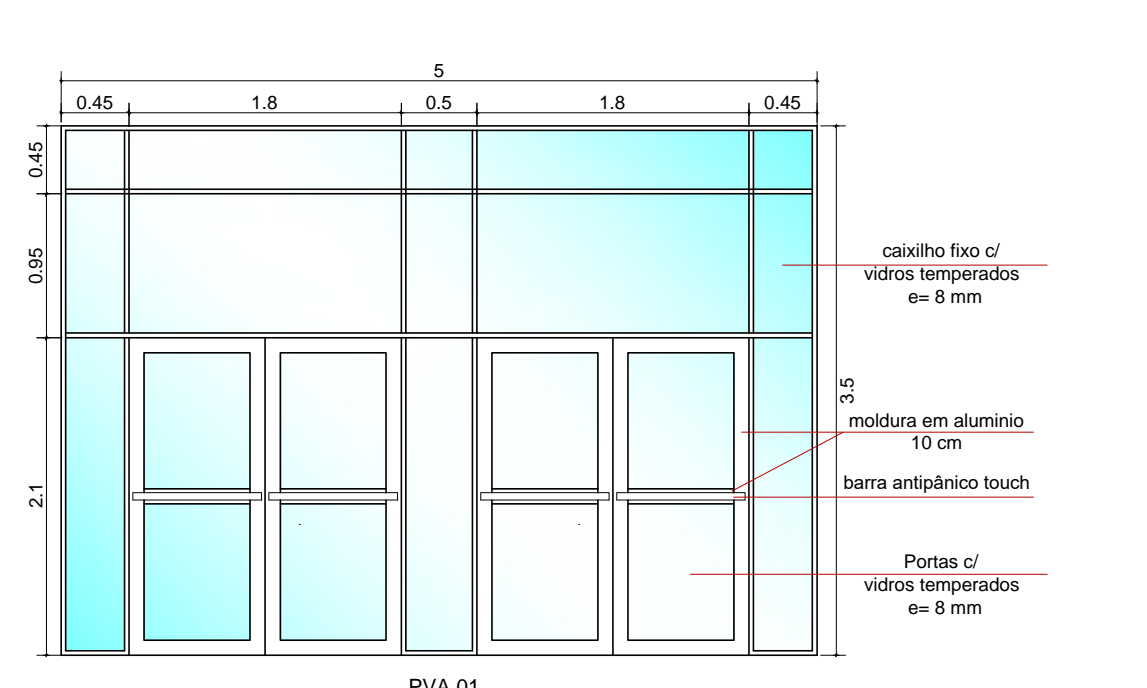 5
0.45 1.8 0.5 1.8 0.45
0.45
0.95
2.1
3.5
caixilho fixo c/
vidros temperados
e= 8 mm
moldura em aluminio
10 cm
barra antipânico touch
Portas c/
vidros temperados
e= 8 mm
PVA 01